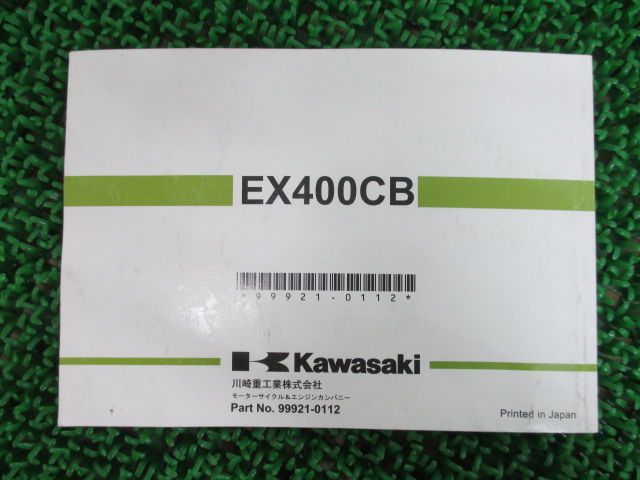 EX400CB
*99921-0112*
Kawasaki
川崎重工業株式会社
モーターサイクル&エンジンカンパニー
Part No. 99921-0112
Printed in Japan